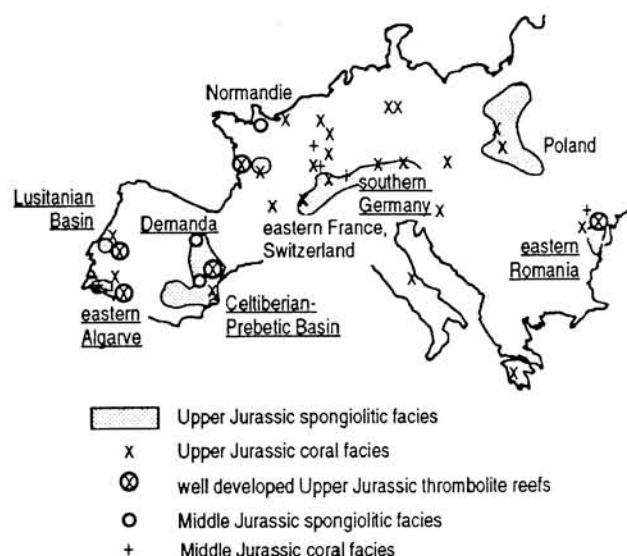 Normandie
Poland
Lusitanian
Basin
Demanda
southern
Germany
eastern France,
Switzerland
eastern
Romania
eastern
Algarve
Celtiberian-
Prebetic Basin
Upper Jurassic spongiolitic facies
x Upper Jurassic coral facies
well developed Upper Jurassic thrombolite reefs
Middle Jurassic spongiolitic facies
+ Middle Jurassic coral facies